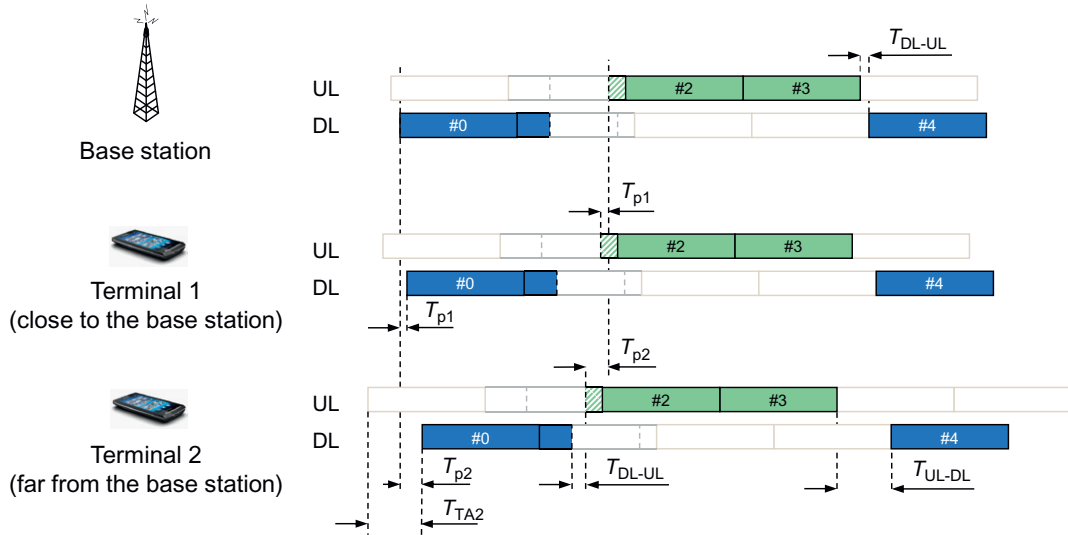 T_DL-UL
UL #2 #3
DL #0 #4
Base station
T_p1
UL #2 #3
DL #0 #4
Terminal 1
(close to the base station)
T_p1
T_p2
UL #2 #3
DL #0 #4
Terminal 2
(far from the base station)
T_p2 T_DL-UL T_UL-DL
T_TA2